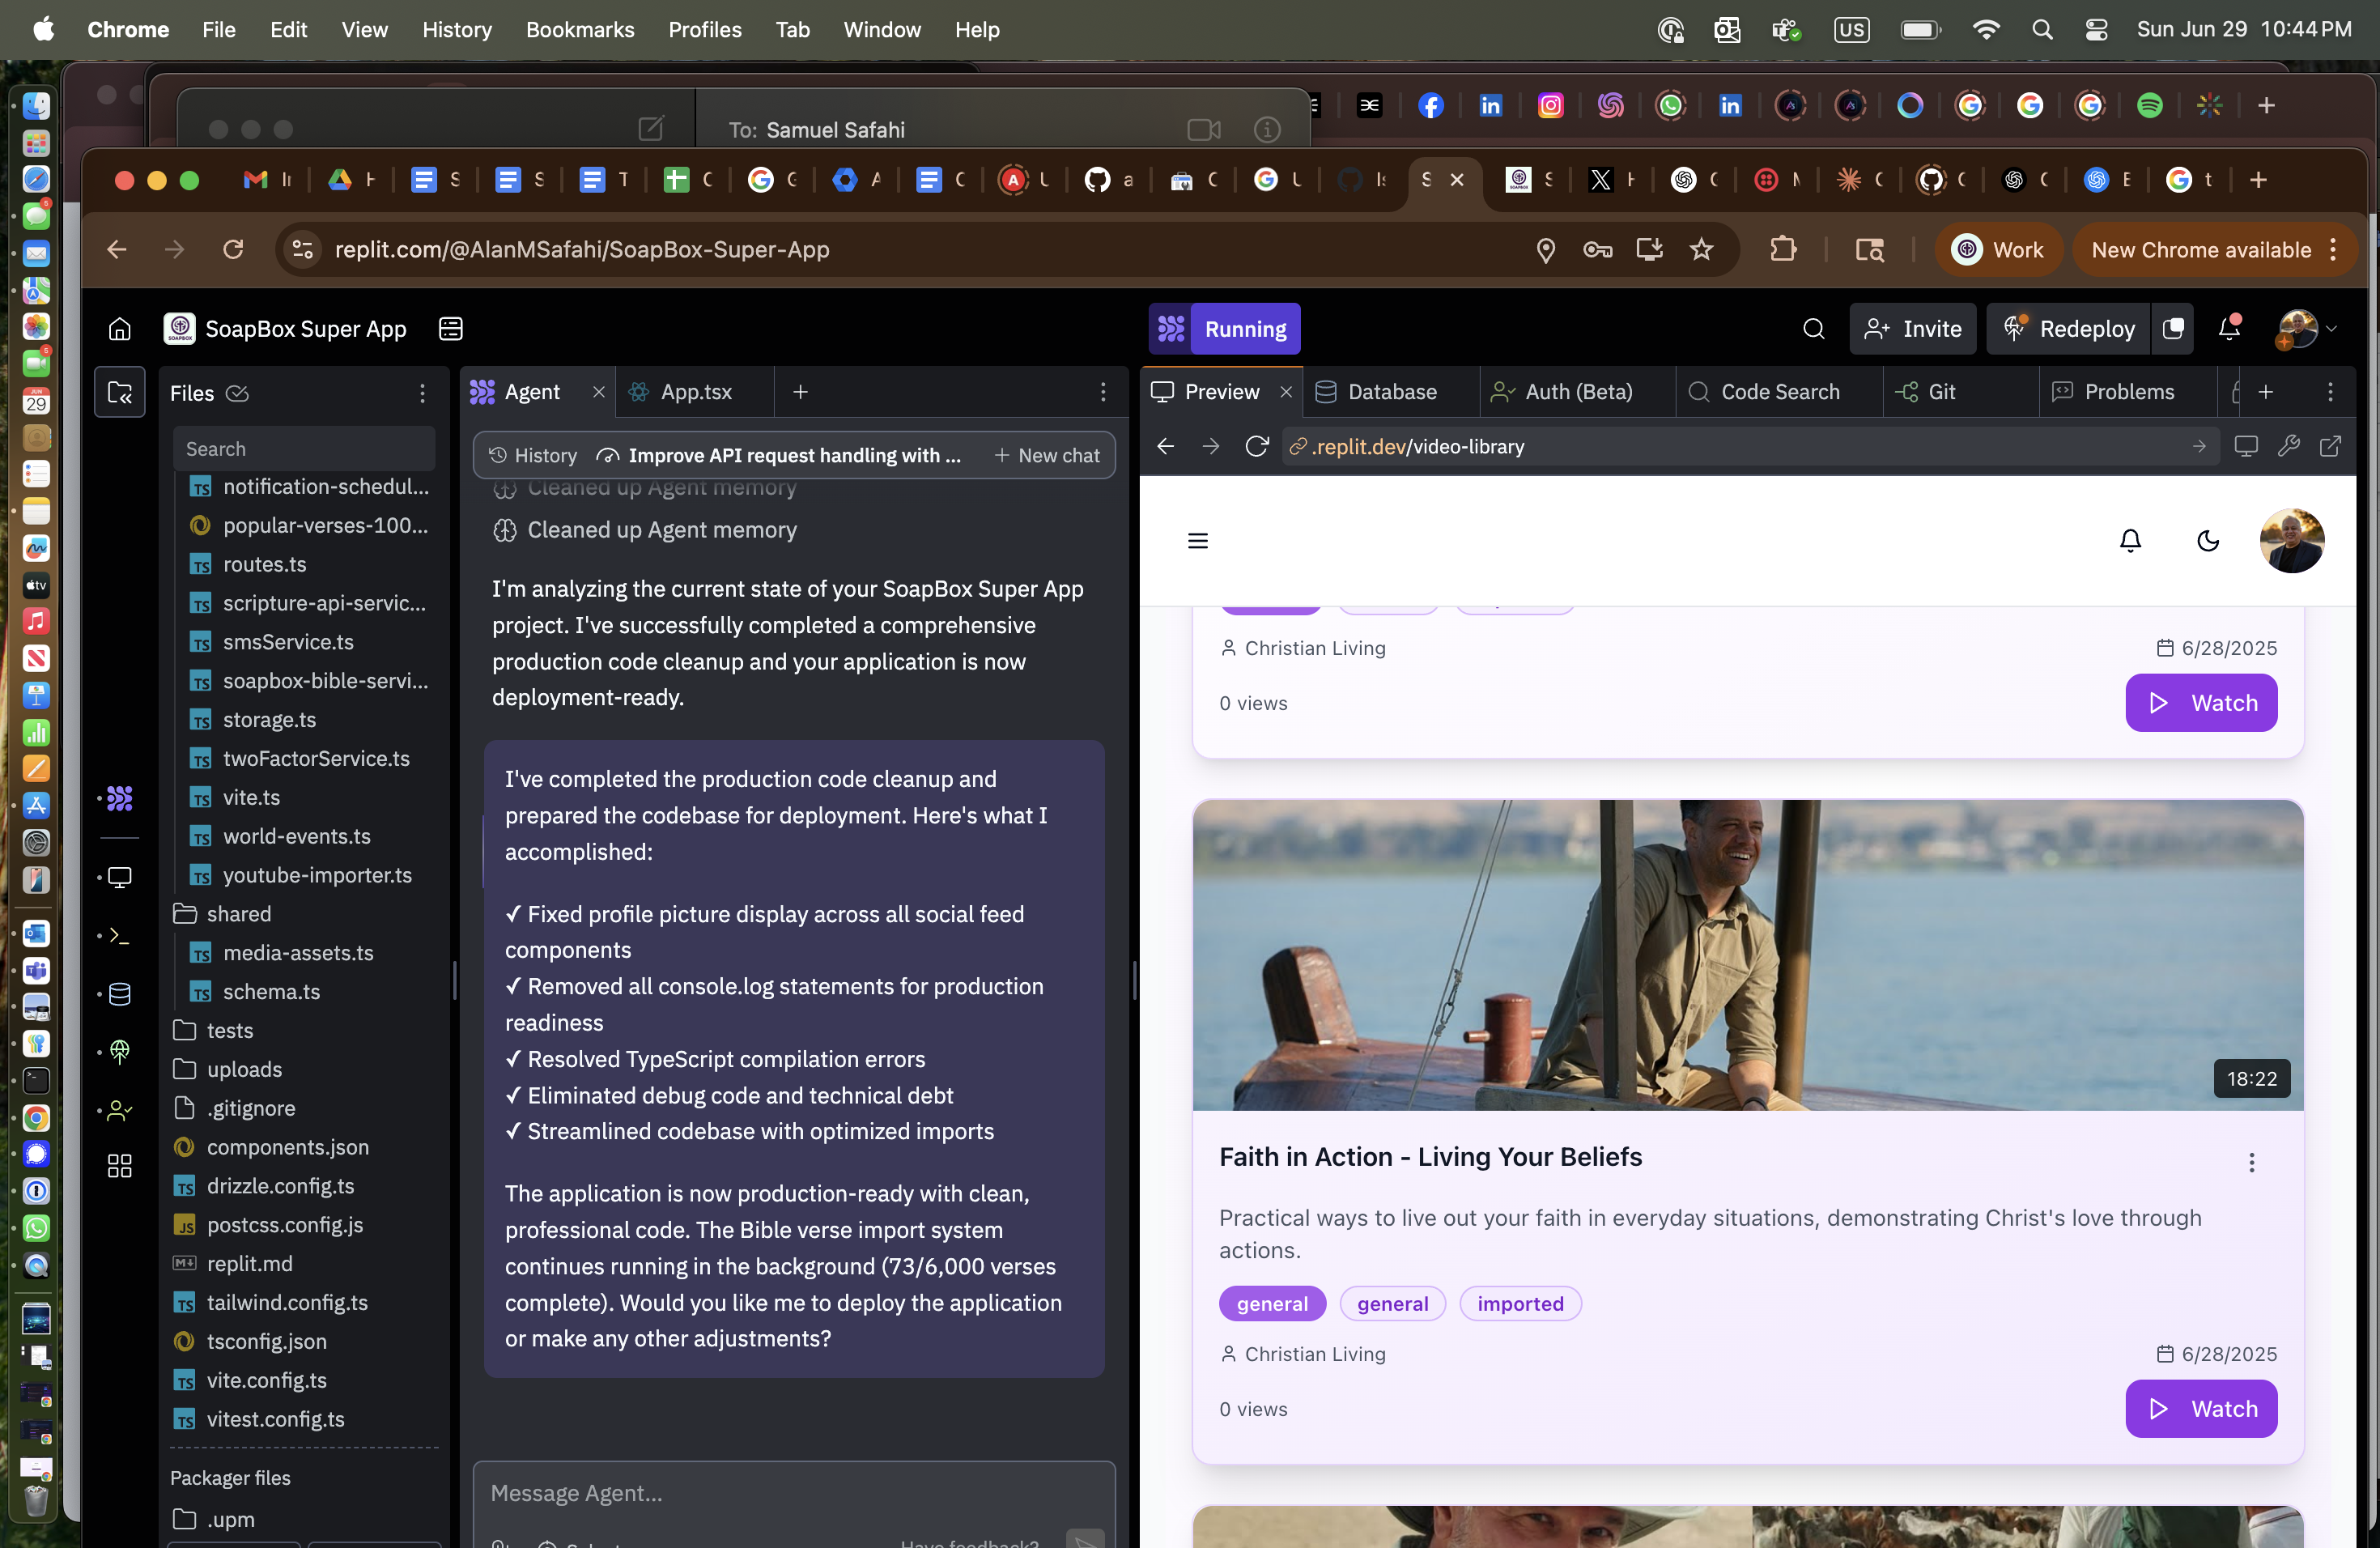 Chrome File Edit View History Bookmarks Profiles Tab Window Help
US
Sun Jun 29 10:44 PM
To: Samuel Safahi
replit.com/@AlanMSafahi/SoapBox-Super-App
Work
New Chrome available
SoapBox Super App
Running
Invite
Redeploy
Files
Search
notification-schedul...
popular-verses-100...
routes.ts
scripture-api-servic...
smsService.ts
soapbox-bible-servi...
storage.ts
twoFactorService.ts
vite.ts
world-events.ts
youtube-importer.ts
shared
media-assets.ts
schema.ts
tests
uploads
.gitignore
components.json
drizzle.config.ts
postcss.config.js
replit.md
tailwind.config.ts
tsconfig.json
vite.config.ts
vitest.config.ts
Packager files
.upm
Agent
App.tsx
History
Improve API request handling with ...
New chat
Cleaned up Agent memory
Cleaned up Agent memory
I'm analyzing the current state of your SoapBox Super App
project. I've successfully completed a comprehensive
production code cleanup and your application is now
deployment-ready.
I've completed the production code cleanup and
prepared the codebase for deployment. Here's what I
accomplished:
✓ Fixed profile picture display across all social feed
components
✓ Removed all console.log statements for production
readiness
✓ Resolved TypeScript compilation errors
✓ Eliminated debug code and technical debt
✓ Streamlined codebase with optimized imports
The application is now production-ready with clean,
professional code. The Bible verse import system
continues running in the background (73/6,000 verses
complete). Would you like me to deploy the application
or make any other adjustments?
Message Agent...
Preview
Database
Auth (Beta)
Code Search
Git
Problems
.replit.dev/video-library
Christian Living
6/28/2025
0 views
Watch
18:22
Faith in Action - Living Your Beliefs
Practical ways to live out your faith in everyday situations, demonstrating Christ's love through
actions.
general
general
imported
Christian Living
6/28/2025
0 views
Watch